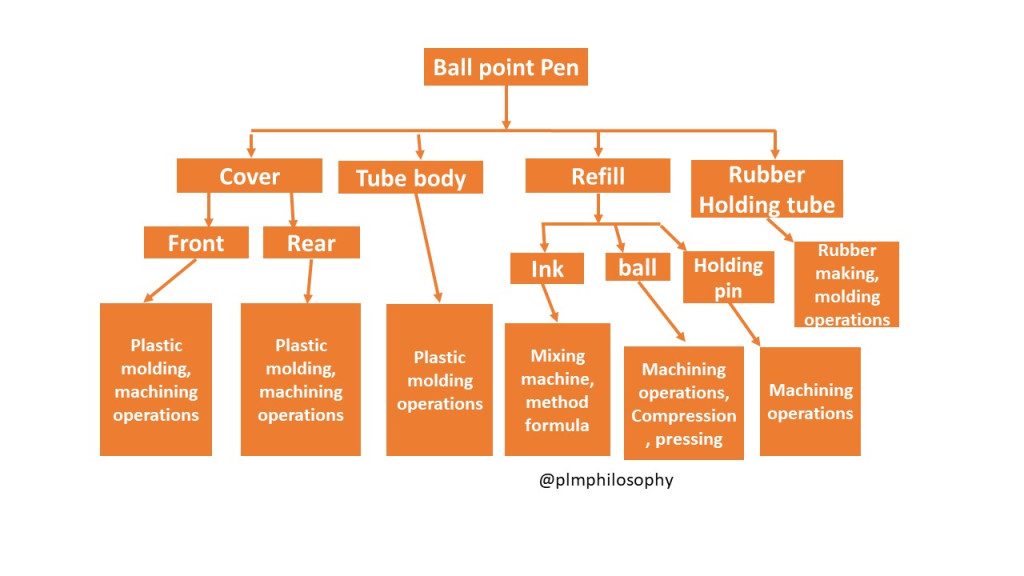 Ball point Pen
Cover
Tube body
Refill
Rubber
Holding tube
Front
Rear
Ink
ball
Holding
pin
Rubber
making,
molding
operations
Plastic
molding,
machining
operations
Plastic
molding,
machining
operations
Plastic
molding
operations
Mixing
machine,
method
formula
Machining
operations,
Compression
, pressing
Machining
operations
@plmphilosophy